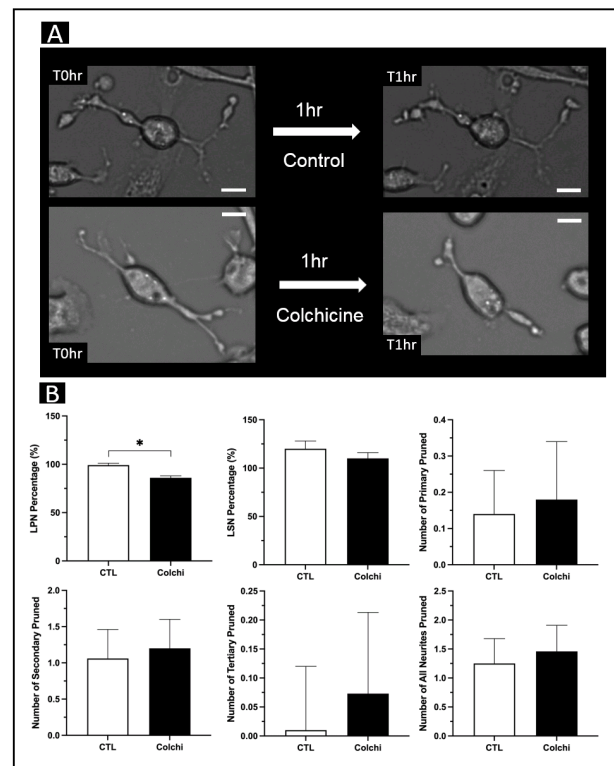 A
T0hr
1hr
Control
T1hr
T0hr
1hr
Colchicine
T1hr
B
LPN Percentage (%)
150
100
50
0
*
CTL
Colchi
LSN Percentage (%)
150
100
50
0
CTL
Colchi
Number of Primary Pruned
0.4
0.3
0.2
0.1
0.0
CTL
Colchi
Number of Secondary Pruned
2.0
1.5
1.0
0.5
0.0
CTL
Colchi
Number of Tertiary Pruned
0.25
0.20
0.15
0.10
0.05
0.00
CTL
Colchi
Number of All Neurites Pruned
2.5
2.0
1.5
1.0
0.5
0.0
CTL
Colchi